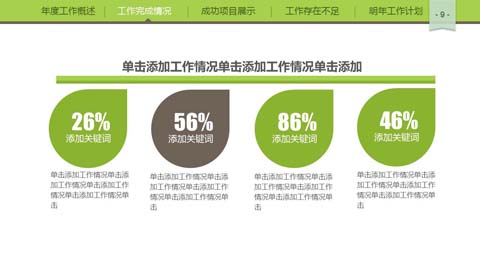 年度工作概述 工作完成情况 成功项目展示 工作存在不足 明年工作计划 - 9 -
单击添加工作情况单击添加工作情况单击添加
26% 56% 86% 46%
添加关键词 添加关键词 添加关键词 添加关键词
单击添加工作情况单击添
加工作情况单击添加工作
情况单击添加工作情况单
击
单击添加工作情况单击添
加工作情况单击添加工作
情况单击添加工作情况单
击
单击添加工作情况单击添
加工作情况单击添加工作
情况单击添加工作情况单
击
单击添加工作情况单击添
加工作情况单击添加工作
情况单击添加工作情况单
击